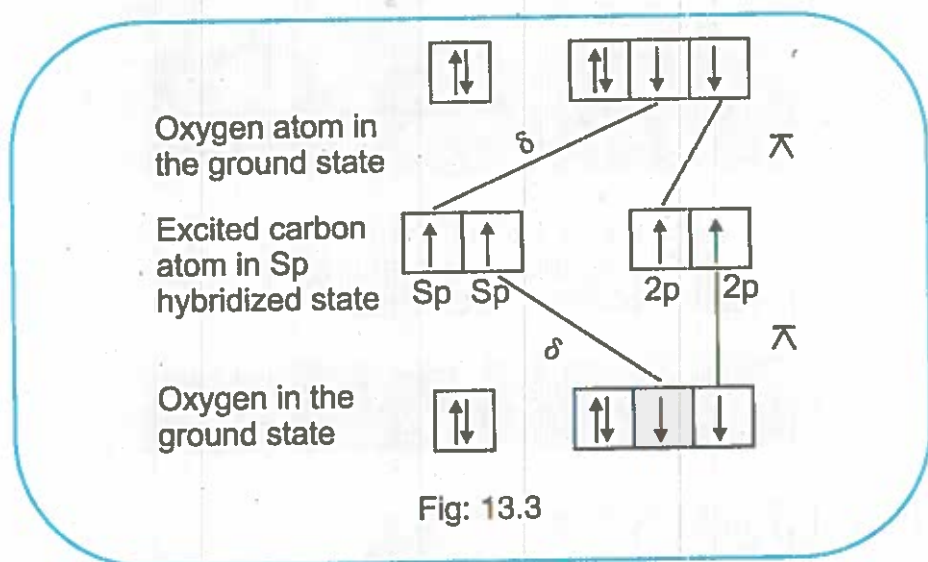 Oxygen atom in
the ground state
δ
⊼
Excited carbon
atom in Sp
hybridized state
Sp Sp
2p 2p
δ
⊼
Oxygen in the
ground state
Fig: 13.3